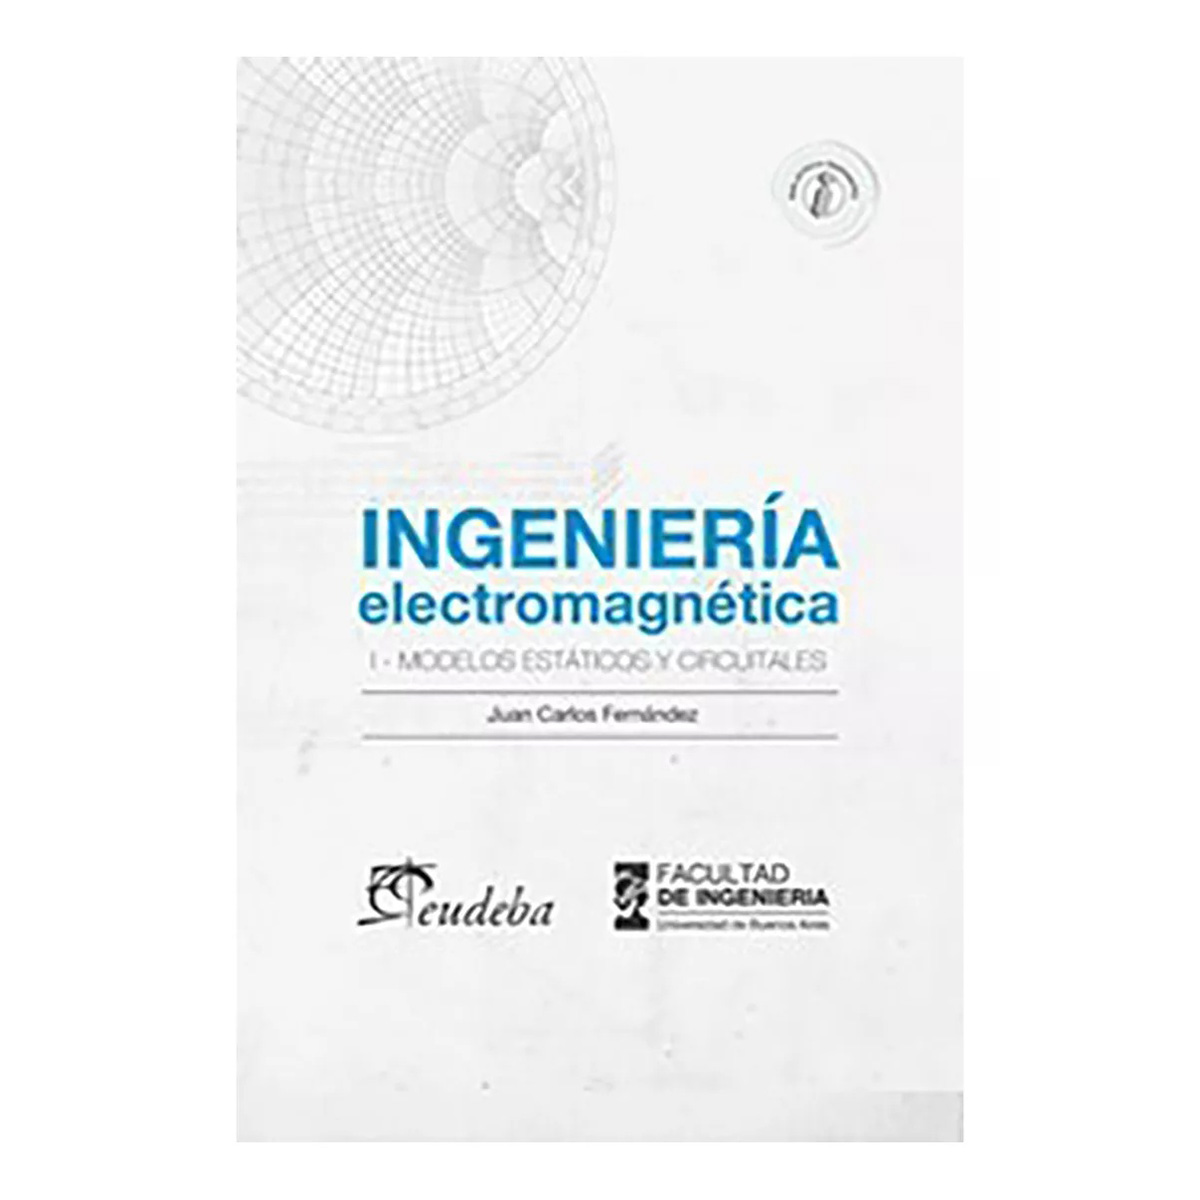 INGENIERÍA
electromagnética
I - MODELOS ESTÁTICOS Y CIRCUITALES
Juan Carlos Fernández
eudeba
FACULTAD
DE INGENIERIA
Universidad de Buenos Aires